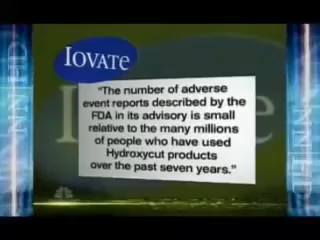 IOVATE
"The number of adverse
event reports described by the
FDA in its advisory is small
relative to the many millions
of people who have used
Hydroxycut products
over the past seven years."